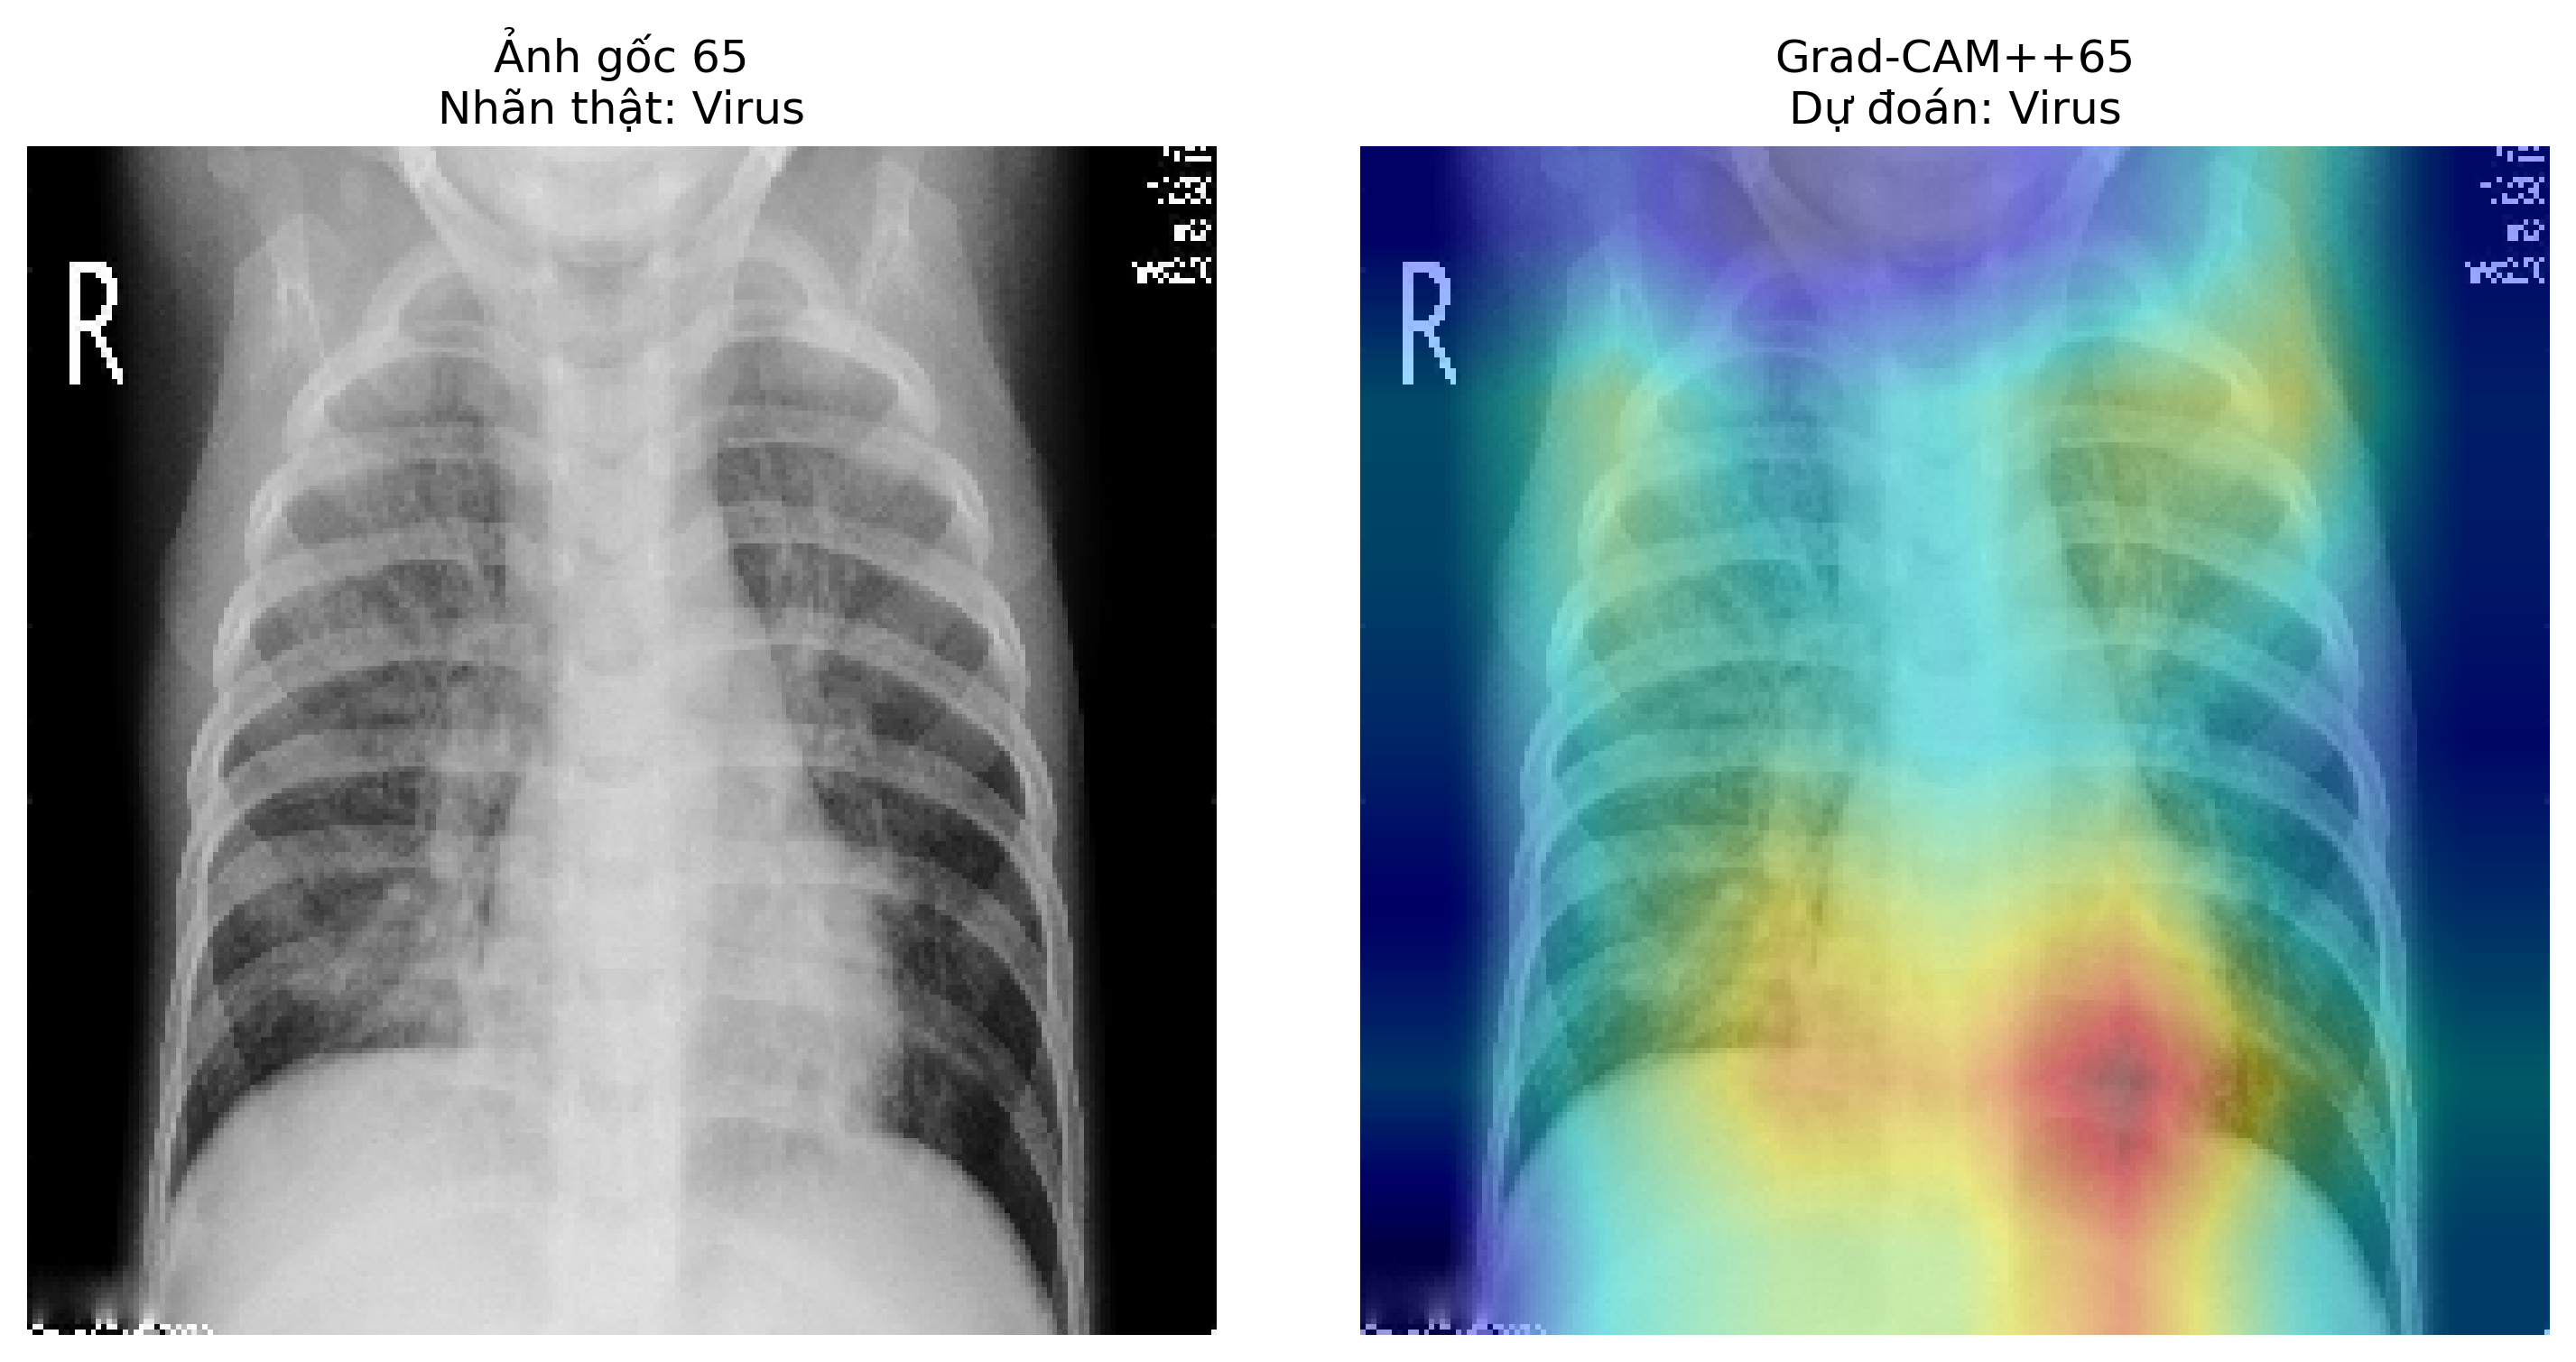 Ảnh gốc 65
Nhãn thật: Virus
Grad-CAM++65
Dự đoán: Virus
R
R